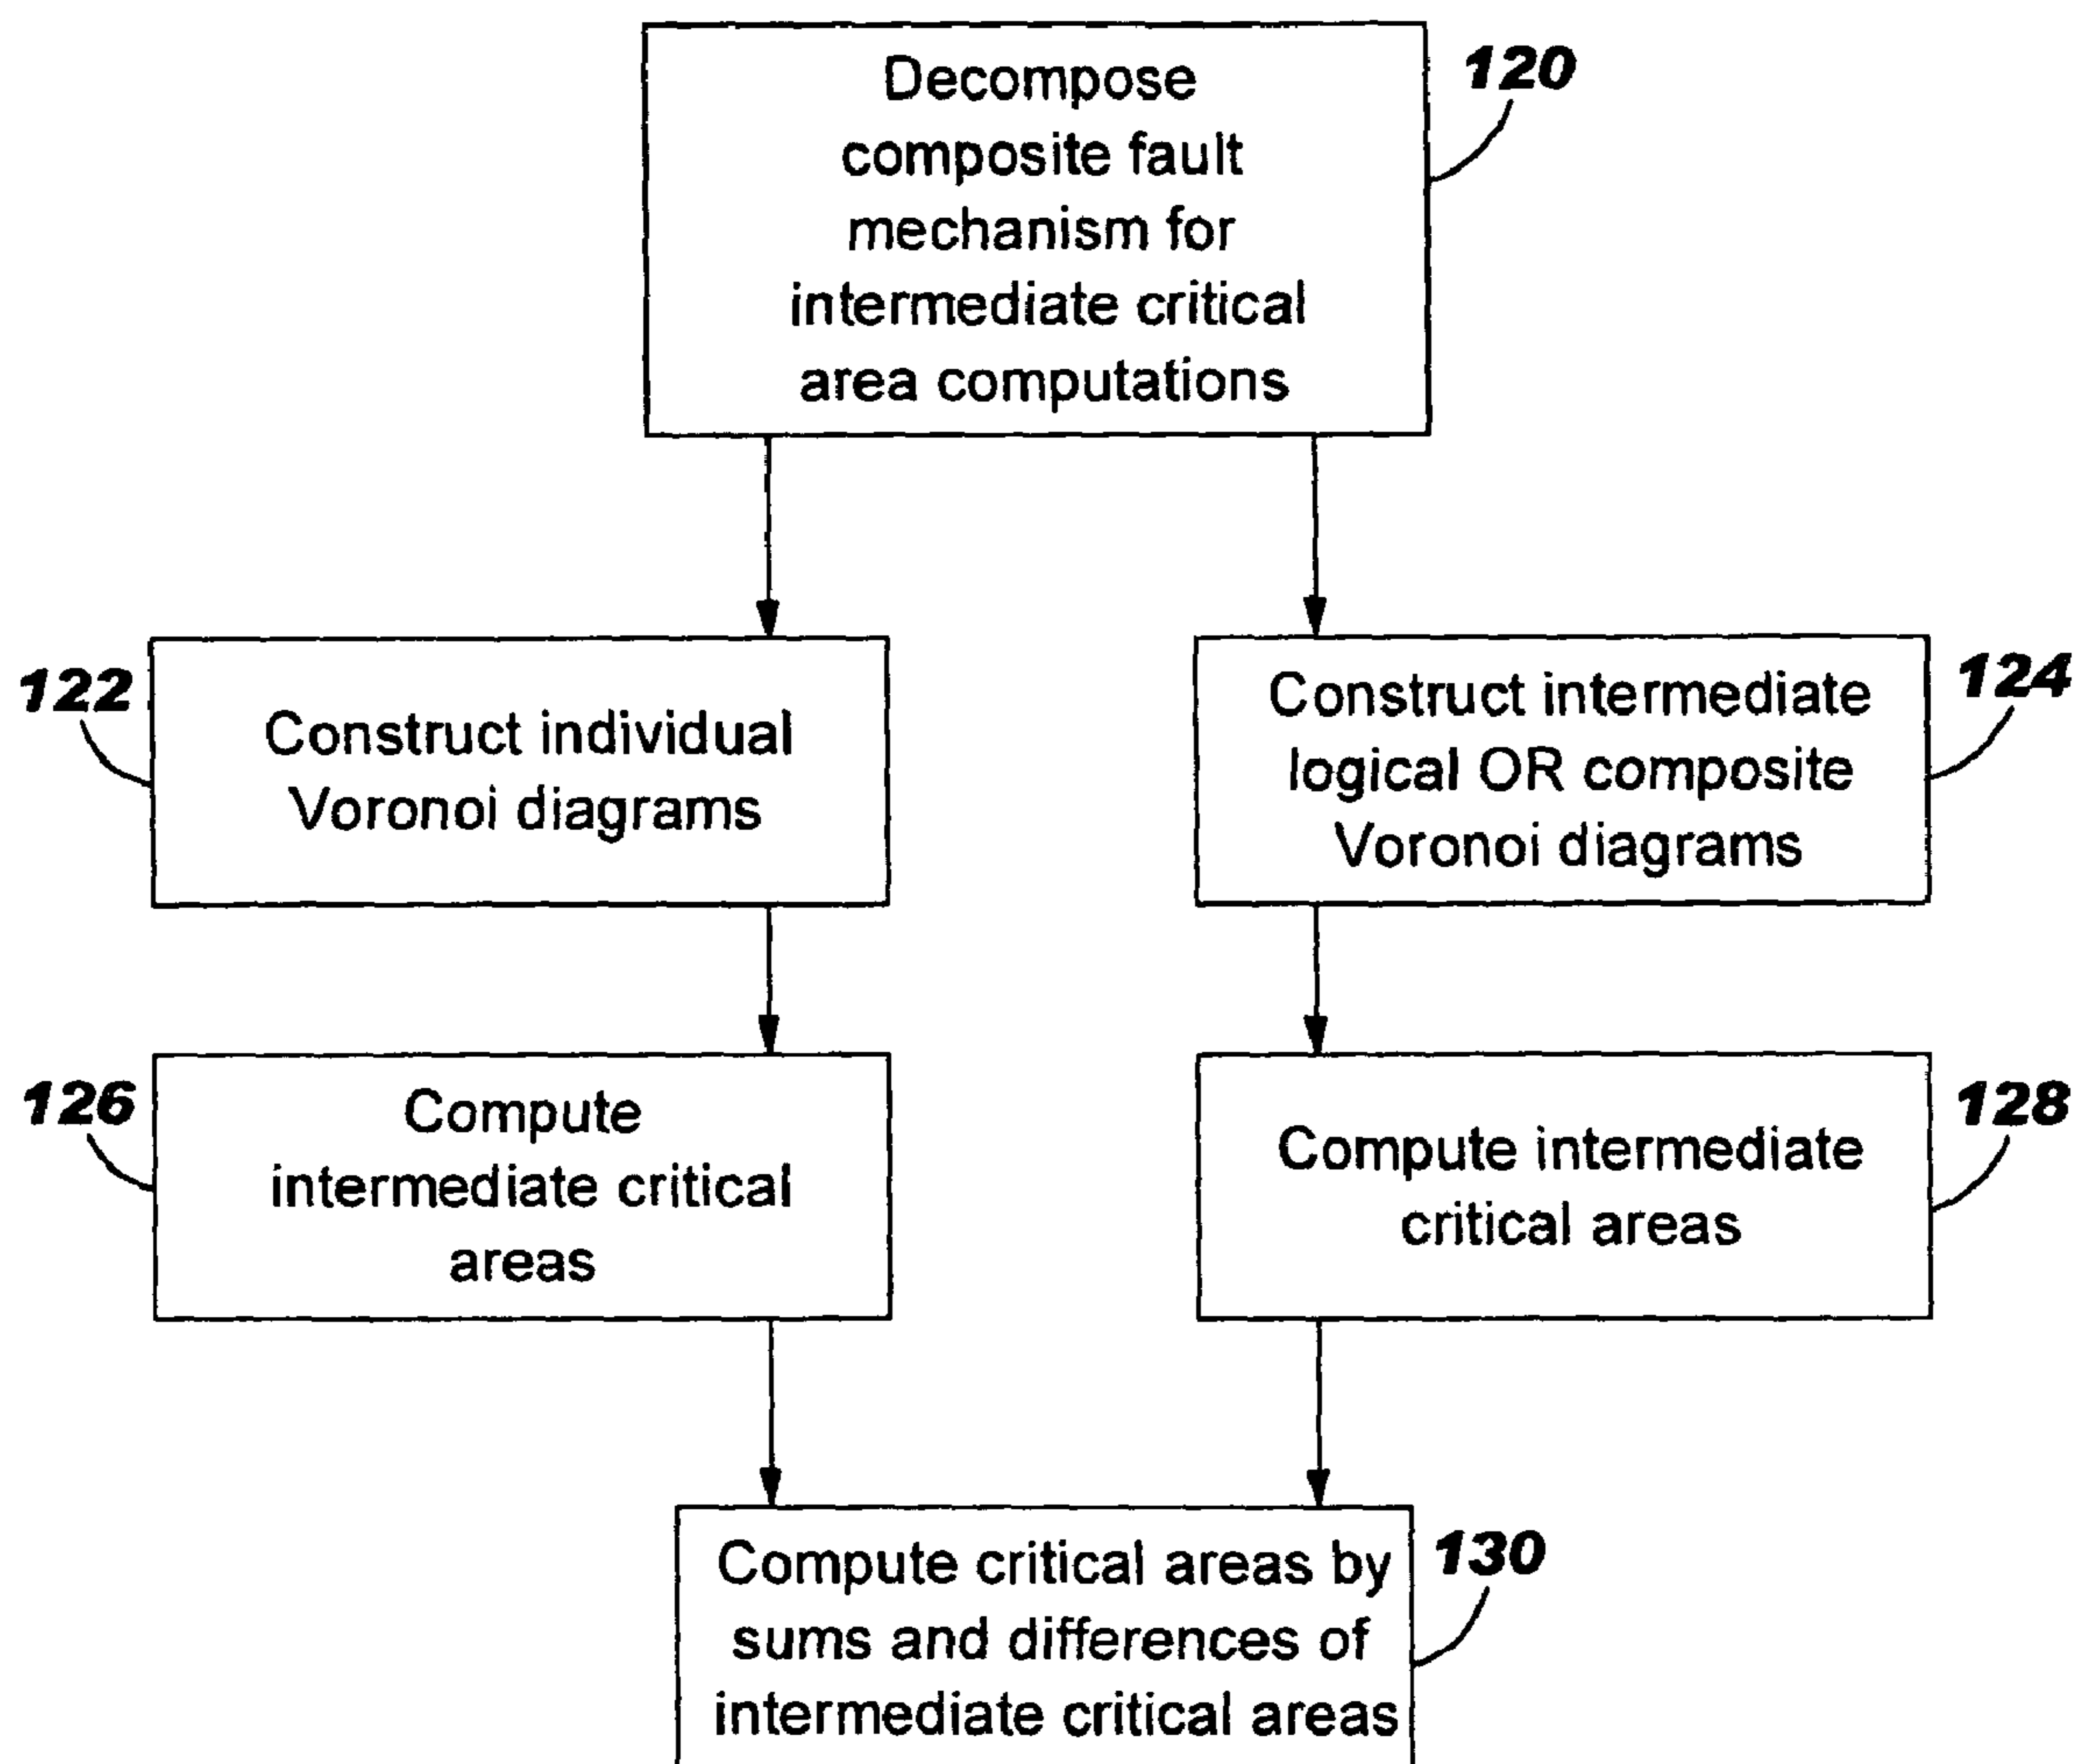 Decompose
composite fault
mechanism for
intermediate critical
area computations
120
122
Construct individual
Voronoi diagrams
Construct intermediate
logical OR composite
Voronoi diagrams
124
126
Compute
intermediate critical
areas
Compute intermediate
critical areas
128
Compute critical areas by
sums and differences of
intermediate critical areas
130